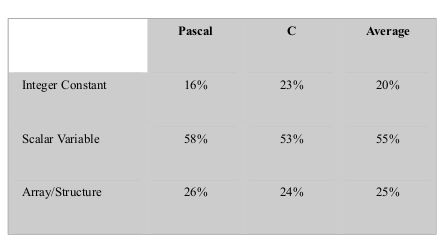 Pascal C Average
Integer Constant 16% 23% 20%
Scalar Variable 58% 53% 55%
Array/Structure 26% 24% 25%